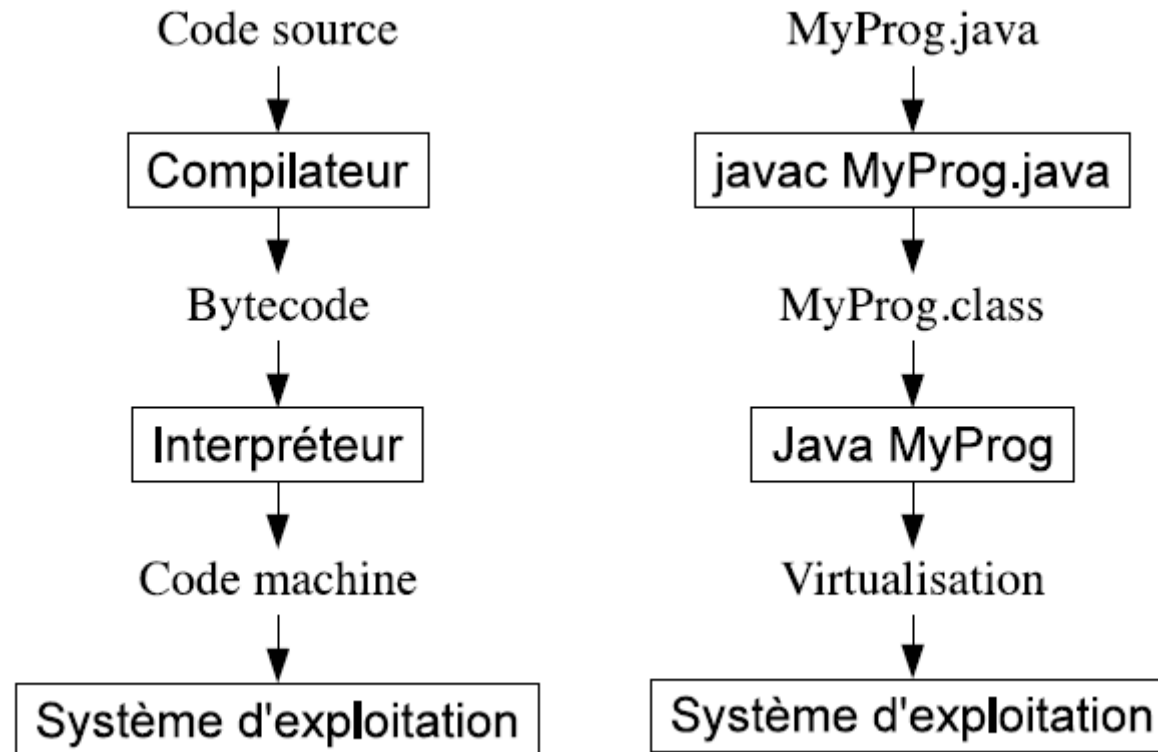 Code source
Compilateur
Bytecode
Interpréteur
Code machine
Système d'exploitation
MyProg.java
javac MyProg.java
MyProg.class
Java MyProg
Virtualisation
Système d'exploitation